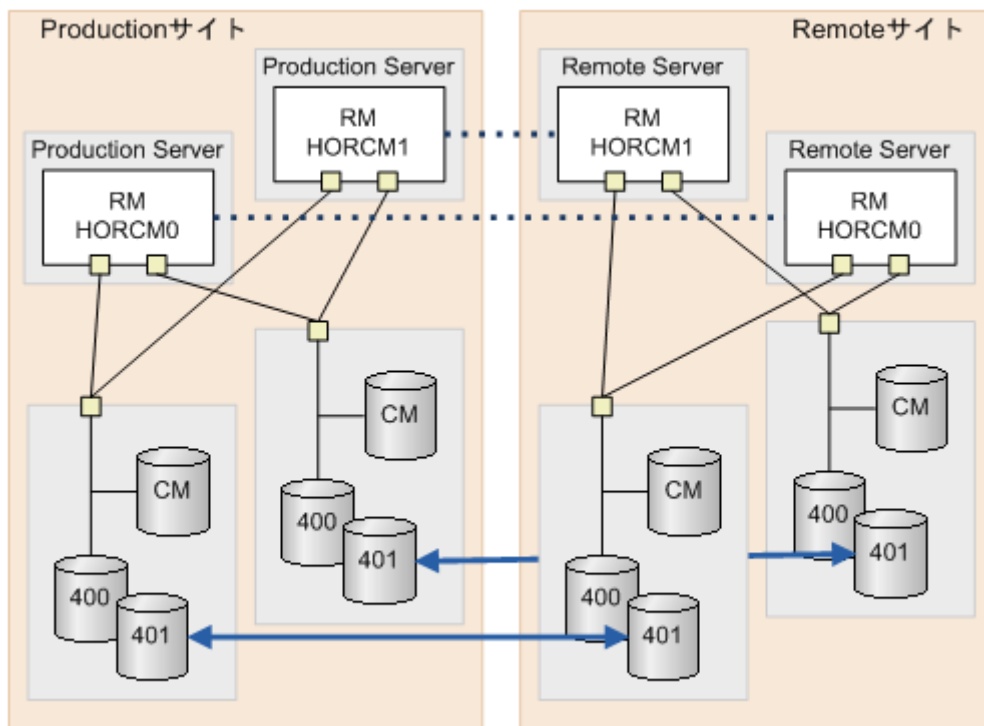 Productionサイト
Production Server
RM
HORCM1
Production Server
RM
HORCM0
CM
400
401
CM
400
401
Remoteサイト
Remote Server
RM
HORCM1
Remote Server
RM
HORCM0
CM
400
401
CM
400
401